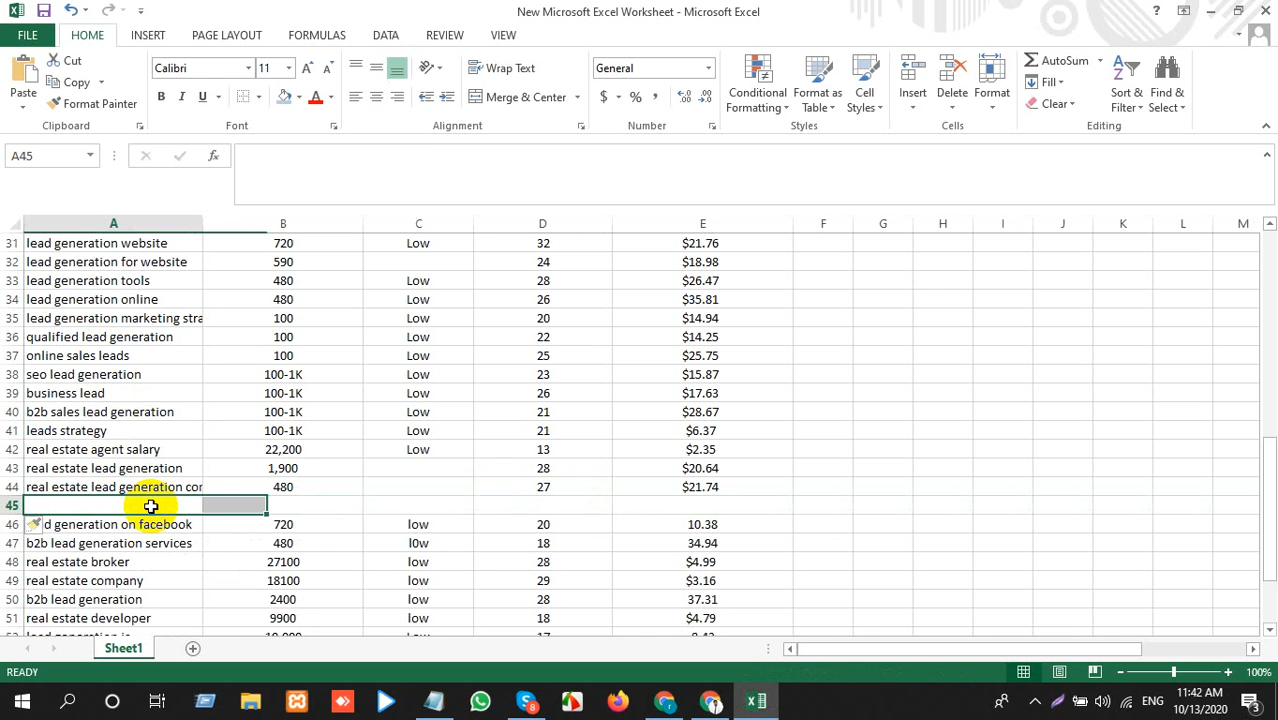 New Microsoft Excel Worksheet - Microsoft Excel
?
FILE HOME INSERT PAGE LAYOUT FORMULAS DATA REVIEW VIEW
Paste
Cut
Copy
Format Painter
Clipboard
Calibri 11
B I U
Font
Wrap Text
Merge & Center
Alignment
General
$ % ,
Number
Conditional Formatting
Format as Table
Cell Styles
Styles
Insert Delete Format
Cells
AutoSum
Fill
Clear
Sort & Filter
Find & Select
Editing
A45 fx
A B C D E F G H I J K L M
31 lead generation website 720 Low 32 $21.76
32 lead generation for website 590 24 $18.98
33 lead generation tools 480 Low 28 $26.47
34 lead generation online 480 Low 26 $35.81
35 lead generation marketing stra 100 Low 20 $14.94
36 qualified lead generation 100 Low 22 $14.25
37 online sales leads 100 Low 25 $25.75
38 seo lead generation 100-1K Low 23 $15.87
39 business lead 100-1K Low 26 $17.63
40 b2b sales lead generation 100-1K Low 21 $28.67
41 leads strategy 100-1K Low 21 $6.37
42 real estate agent salary 22,200 Low 13 $2.35
43 real estate lead generation 1,900 28 $20.64
44 real estate lead generation cor 480 27 $21.74
45
46 d generation on facebook 720 low 20 10.38
47 b2b lead generation services 480 l0w 18 34.94
48 real estate broker 27100 low 28 $4.99
49 real estate company 18100 low 29 $3.16
50 b2b lead generation 2400 low 28 37.31
51 real estate developer 9900 low 18 $4.79
Sheet1
READY 100%
ENG
11:42 AM
10/13/2020